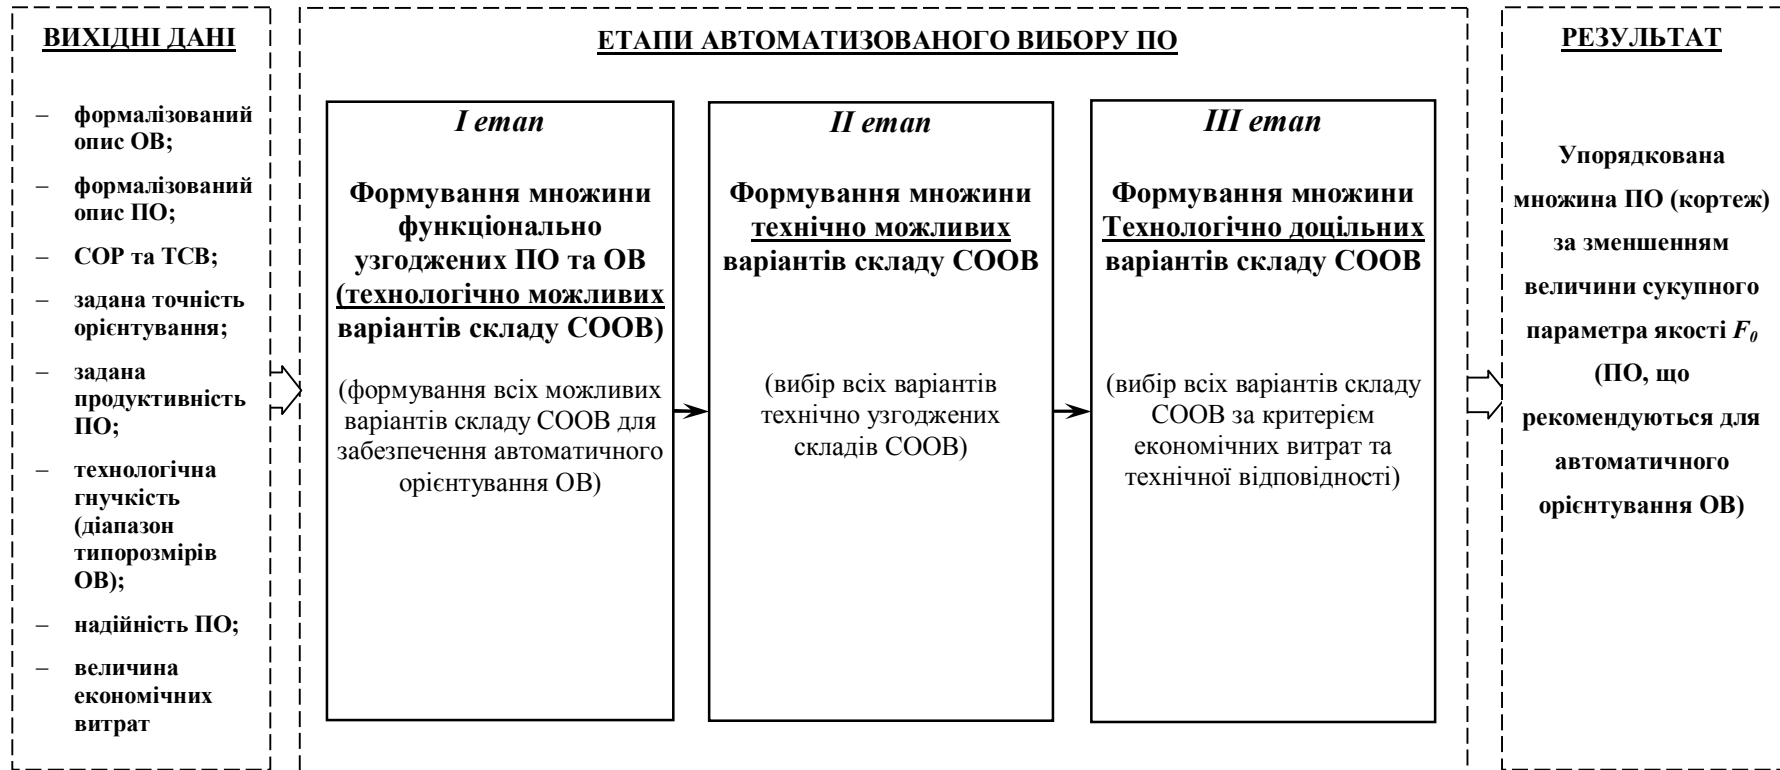 ВИХІДНІ ДАНІ
– формалізований
опис ОВ;
– формалізований
опис ПО;
– СОР та ТСВ;
– задана точність
орієнтування;
– задана
продуктивність
ПО;
– технологічна
гнучкість
(діапазон
типорозмірів
ОВ);
– надійність ПО;
– величина
економічних
витрат
ЕТАПИ АВТОМАТИЗОВАНОГО ВИБОРУ ПО
I етап
Формування множини
функціонально
узгоджених ПО та ОВ
(технологічно можливих
варіантів складу СООВ)
(формування всіх можливих
варіантів складу СООВ для
забезпечення автоматичного
орієнтування ОВ)
II етап
Формування множини
технічно можливих
варіантів складу СООВ
(вибір всіх варіантів
технічно узгоджених
складів СООВ)
III етап
Формування множини
Технологічно доцільних
варіантів складу СООВ
(вибір всіх варіантів складу
СООВ за критерієм
економічних витрат та
технічної відповідності)
РЕЗУЛЬТАТ
Упорядкована
множина ПО (кортеж)
за зменшенням
величини сукупного
параметра якості F₀
(ПО, що
рекомендуються для
автоматичного
орієнтування ОВ)